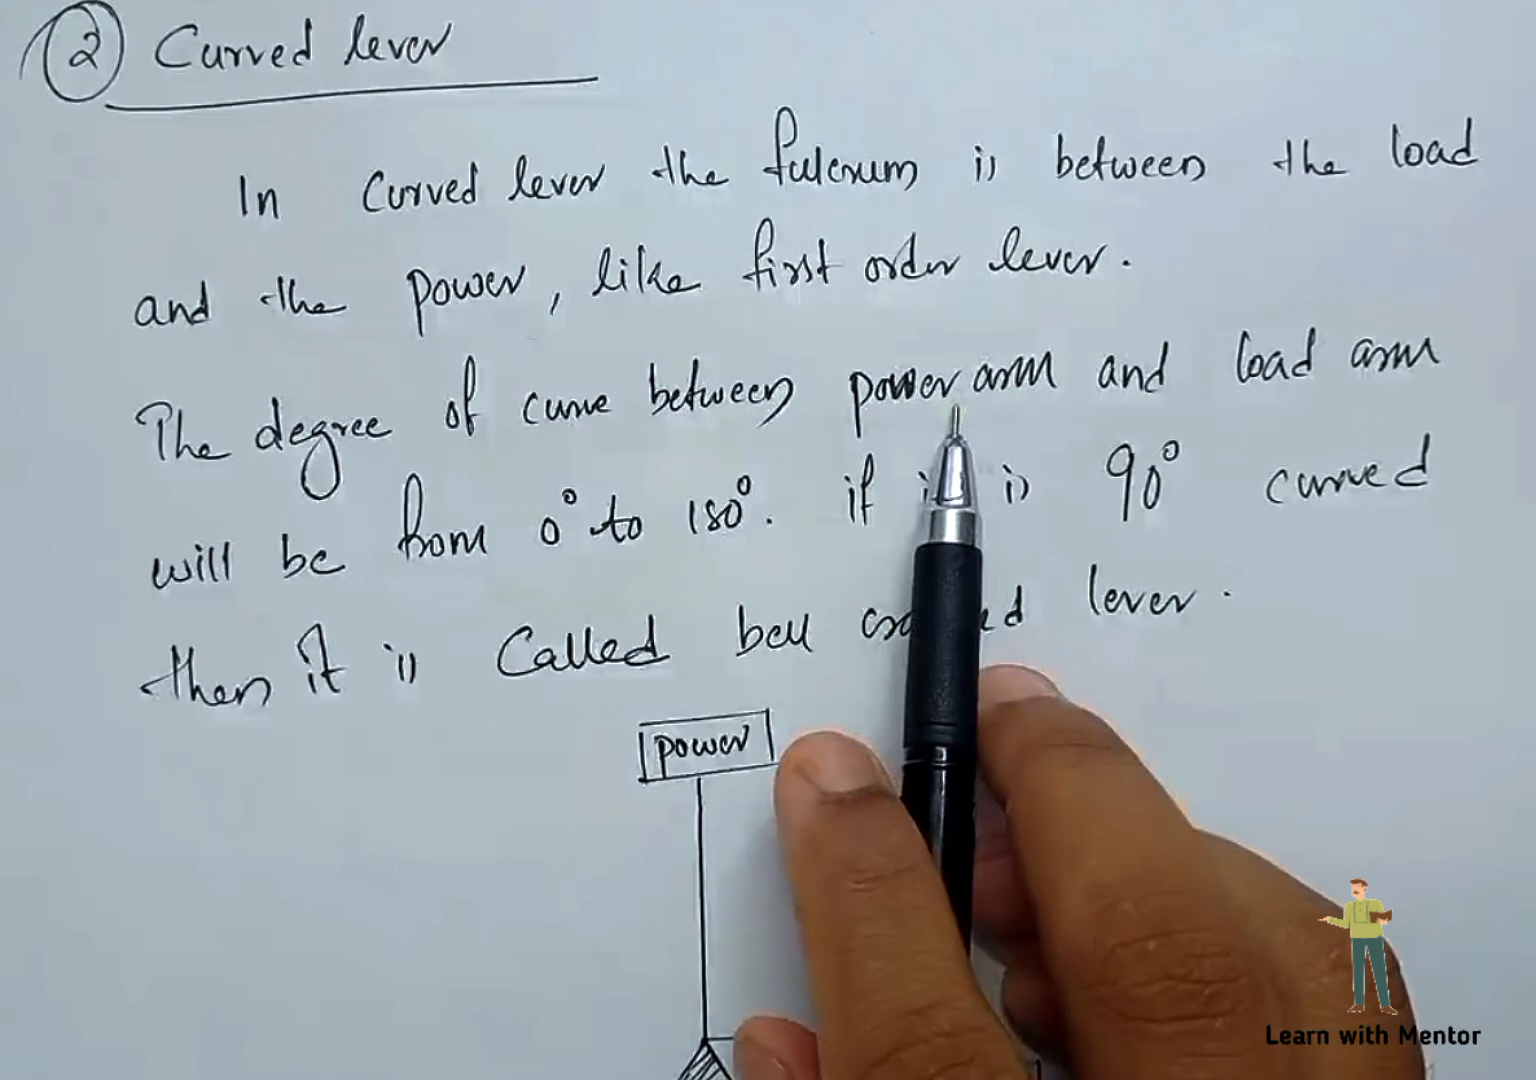 2 Curved lever
In curved lever the fulcrum is between the load
and the power, like first order lever.
The degree of curve between power arm and load arm
will be from 0° to 180°. if is 90° curved
then it is called bell lever.
power
Learn with Mentor